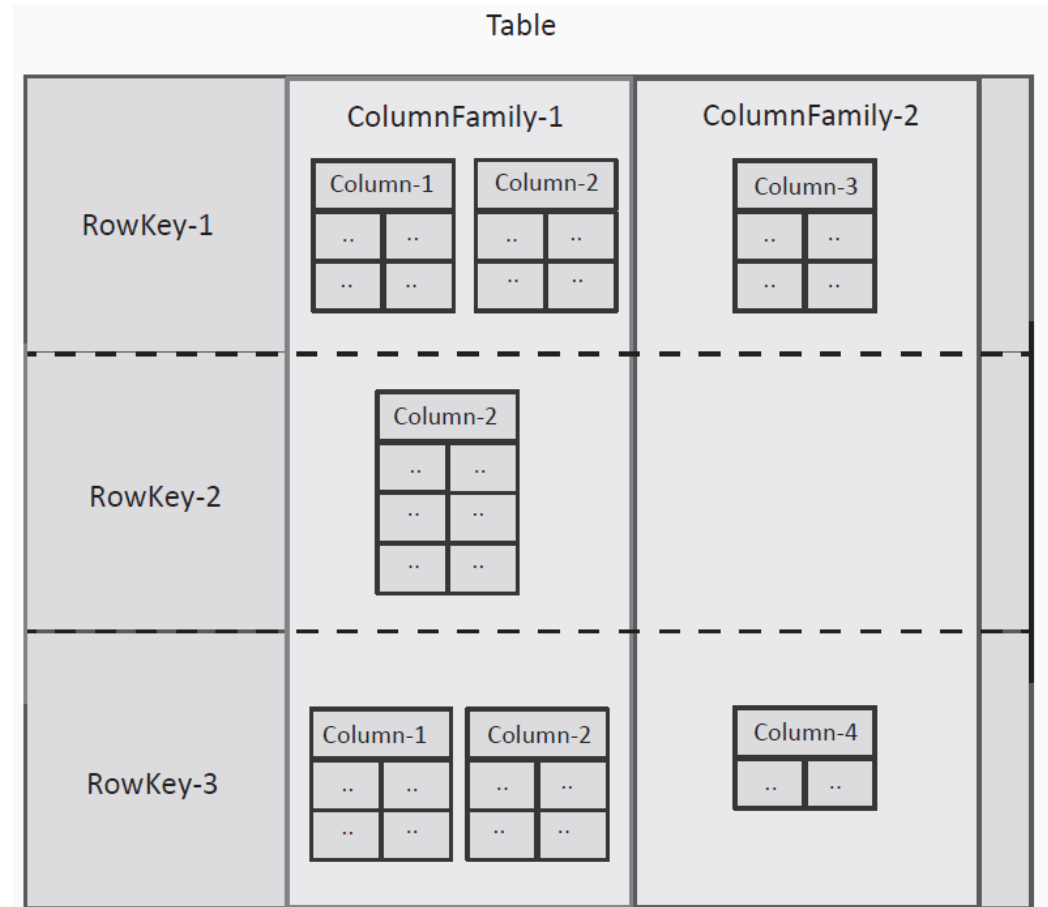 Table
ColumnFamily-1 ColumnFamily-2
Column-1 Column-2 Column-3
RowKey-1
.. .. .. .. .. ..
.. .. .. .. .. ..
Column-2
RowKey-2
.. ..
.. ..
.. ..
Column-1 Column-2 Column-4
RowKey-3
.. .. .. .. .. ..
.. .. .. ..